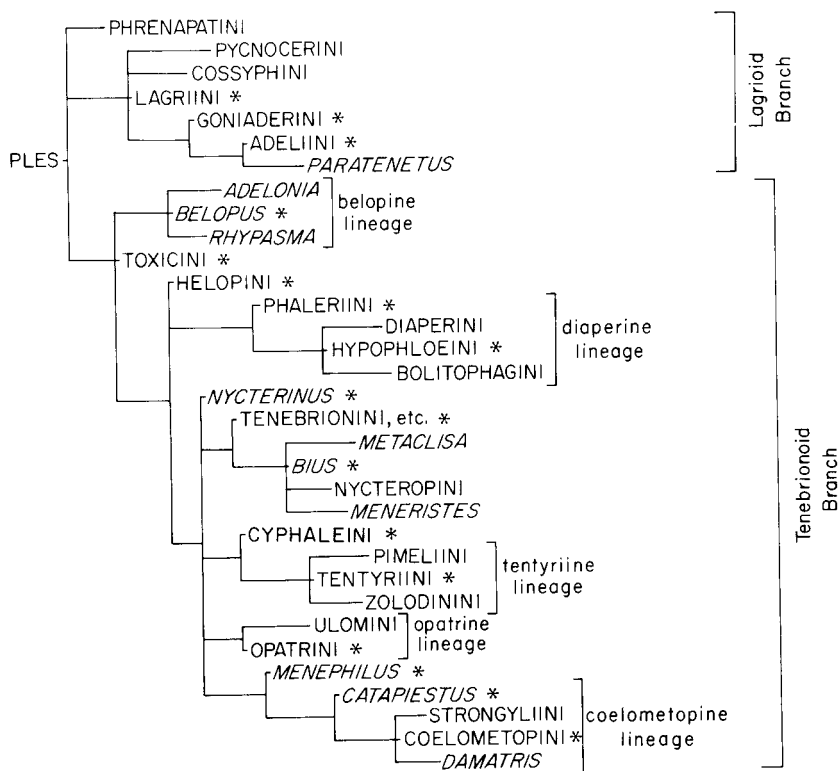 PHRENAPATINI
PYCNOCERINI
COSSYPHINI
LAGRIINI *
GONIADERINI
ADELIINI *
PARATENETUS
PLES
Lagrioid
Branch
ADELONIA
BELOPUS *
RHYPASMA
belopine
lineage
TOXICINI *
HELOPINI *
PHALERIINI *
DIAPERINI
HYPOPHLOEINI *
BOLITOPHAGINI
diaperine
lineage
NYCTERINUS *
TENEBRIONINI, etc. *
METACLISA
BIUS *
NYCTEROPINI
MENERISTES
CYPHALEINI *
PIMELIINI
TENTYRIINI *
ZOLODININI
tentyriine
lineage
ULOMINI
OPATRINI *
opatrine
lineage
MENEPHILUS *
CATAPIESTUS *
STRONGYLIINI
COELOMETOPINI *
DAMATRIS
coelometopine
lineage
Tenebrionoid
Branch